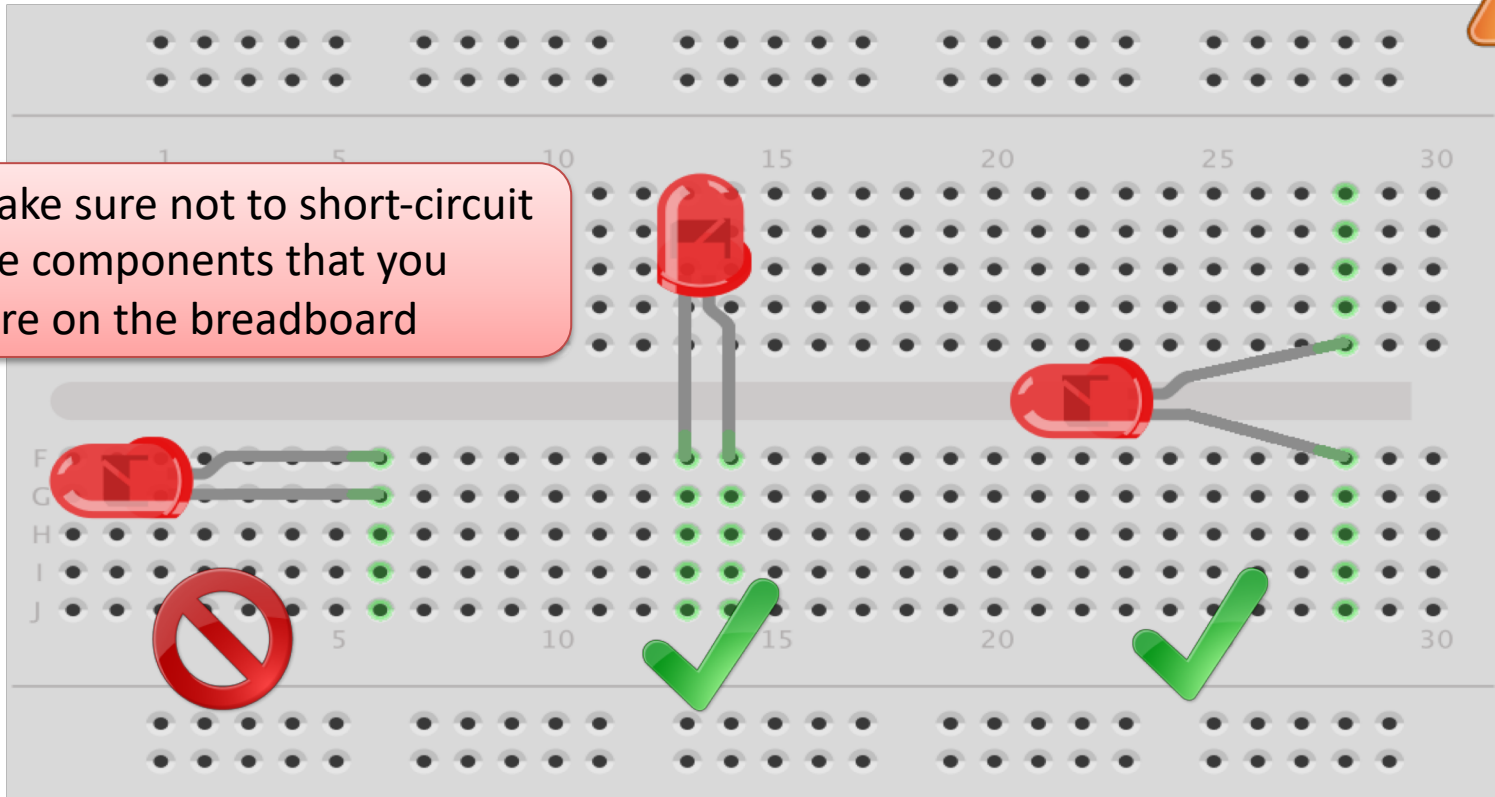 1 5 10 15 20 25 30
ake sure not to short-circuit
e components that you
re on the breadboard
F
G
H
I
J
5 10 15 20 30